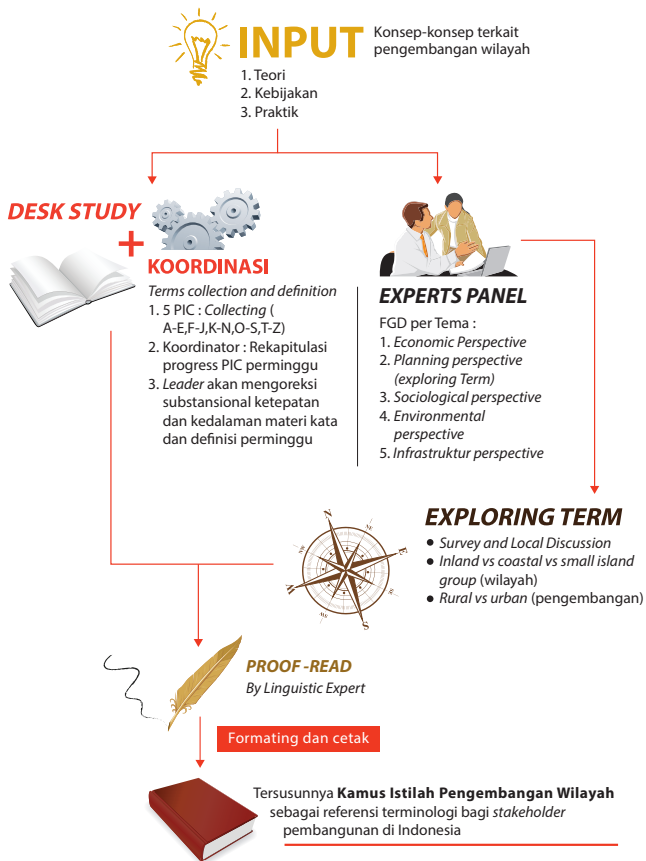 INPUT
Konsep-konsep terkait
pengembangan wilayah
1. Teori
2. Kebijakan
3. Praktik
DESK STUDY
+
KOORDINASI
Terms collection and definition
1. 5 PIC : Collecting (
A-E,F-J,K-N,O-S,T-Z)
2. Koordinator : Rekapitulasi
progress PIC perminggu
3. Leader akan mengoreksi
substansional ketepatan
dan kedalaman materi kata
dan definisi perminggu
EXPERTS PANEL
FGD per Tema :
1. Economic Perspective
2. Planning perspective
(exploring Term)
3. Sociological perspective
4. Environmental
perspective
5. Infrastruktur perspective
EXPLORING TERM
● Survey and Local Discussion
● Inland vs coastal vs small island
group (wilayah)
● Rural vs urban (pengembangan)
N
NE
E
SE
S
SW
W
NW
PROOF -READ
By Linguistic Expert
Formating dan cetak
Tersusunnya Kamus Istilah Pengembangan Wilayah
sebagai referensi terminologi bagi stakeholder
pembangunan di Indonesia